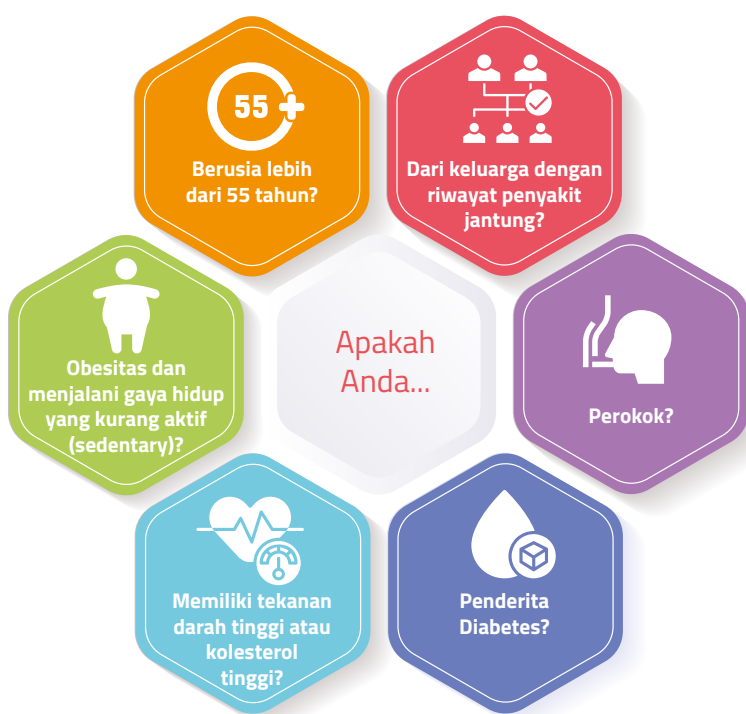 55+
Berusia lebih
dari 55 tahun?
Dari keluarga dengan
riwayat penyakit
jantung?
Obesitas dan
menjalani gaya hidup
yang kurang aktif
(sedentary)?
Apakah
Anda...
Perokok?
Memiliki tekanan
darah tinggi atau
kolesterol
tinggi?
Penderita
Diabetes?